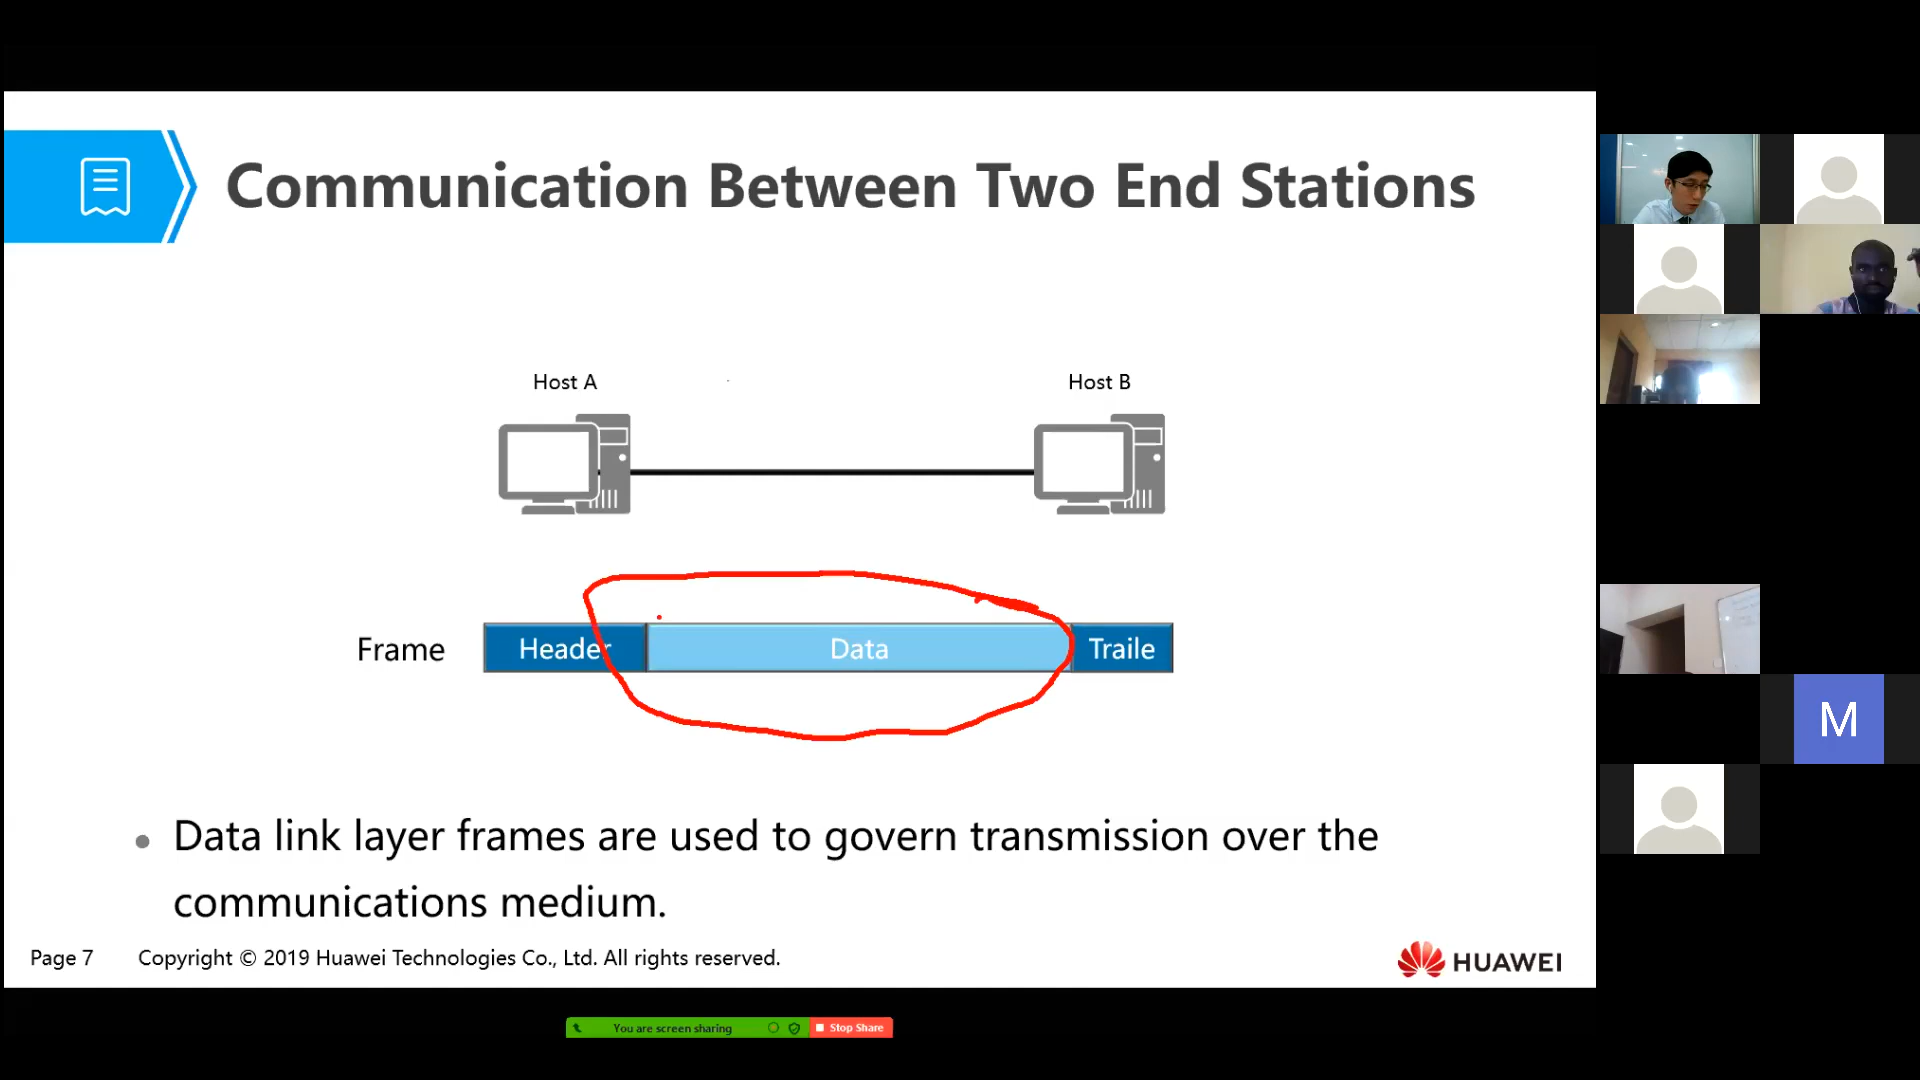 Communication Between Two End Stations
Host A
Host B
Frame
Header
Data
Traile
Data link layer frames are used to govern transmission over the
communications medium.
Page 7
Copyright © 2019 Huawei Technologies Co., Ltd. All rights reserved.
HUAWEI
M
You are screen sharing
Stop Share